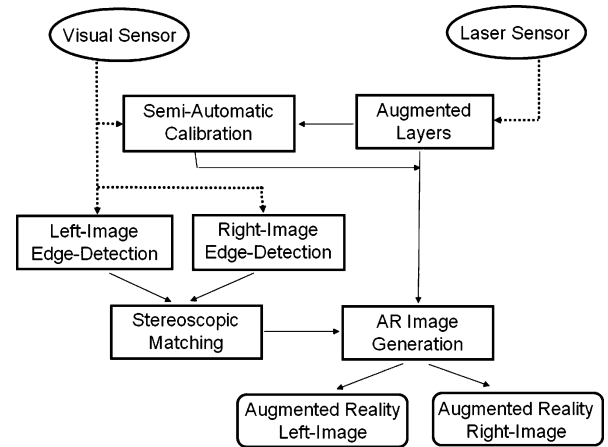 Visual Sensor
Laser Sensor
Semi-Automatic
Calibration
Augmented
Layers
Left-Image
Edge-Detection
Right-Image
Edge-Detection
Stereoscopic
Matching
AR Image
Generation
Augmented Reality
Left-Image
Augmented Reality
Right-Image